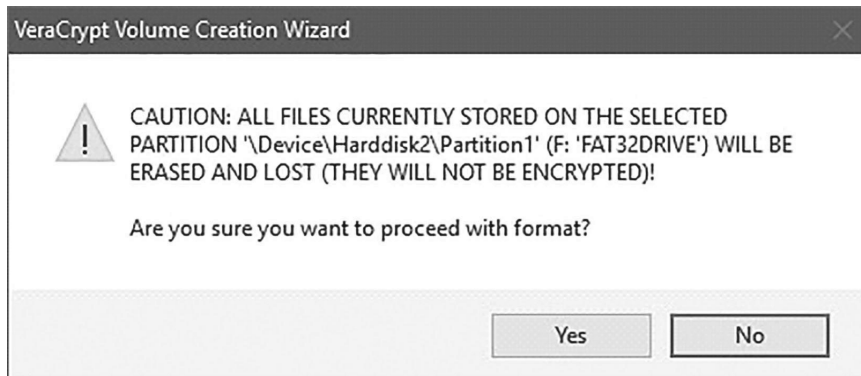 VeraCrypt Volume Creation Wizard
CAUTION: ALL FILES CURRENTLY STORED ON THE SELECTED
PARTITION '\Device\Harddisk2\Partition1' (F: 'FAT32DRIVE') WILL BE
ERASED AND LOST (THEY WILL NOT BE ENCRYPTED)!
Are you sure you want to proceed with format?
Yes No